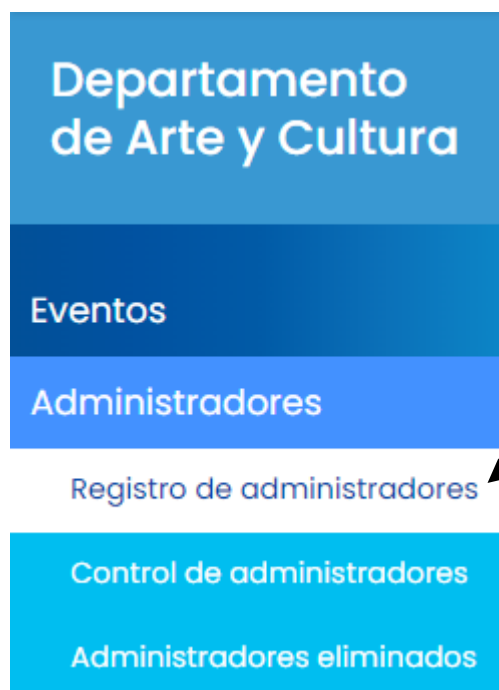 Departamento
de Arte y Cultura
Eventos
Administradores
Registro de administradores
Control de administradores
Administradores eliminados